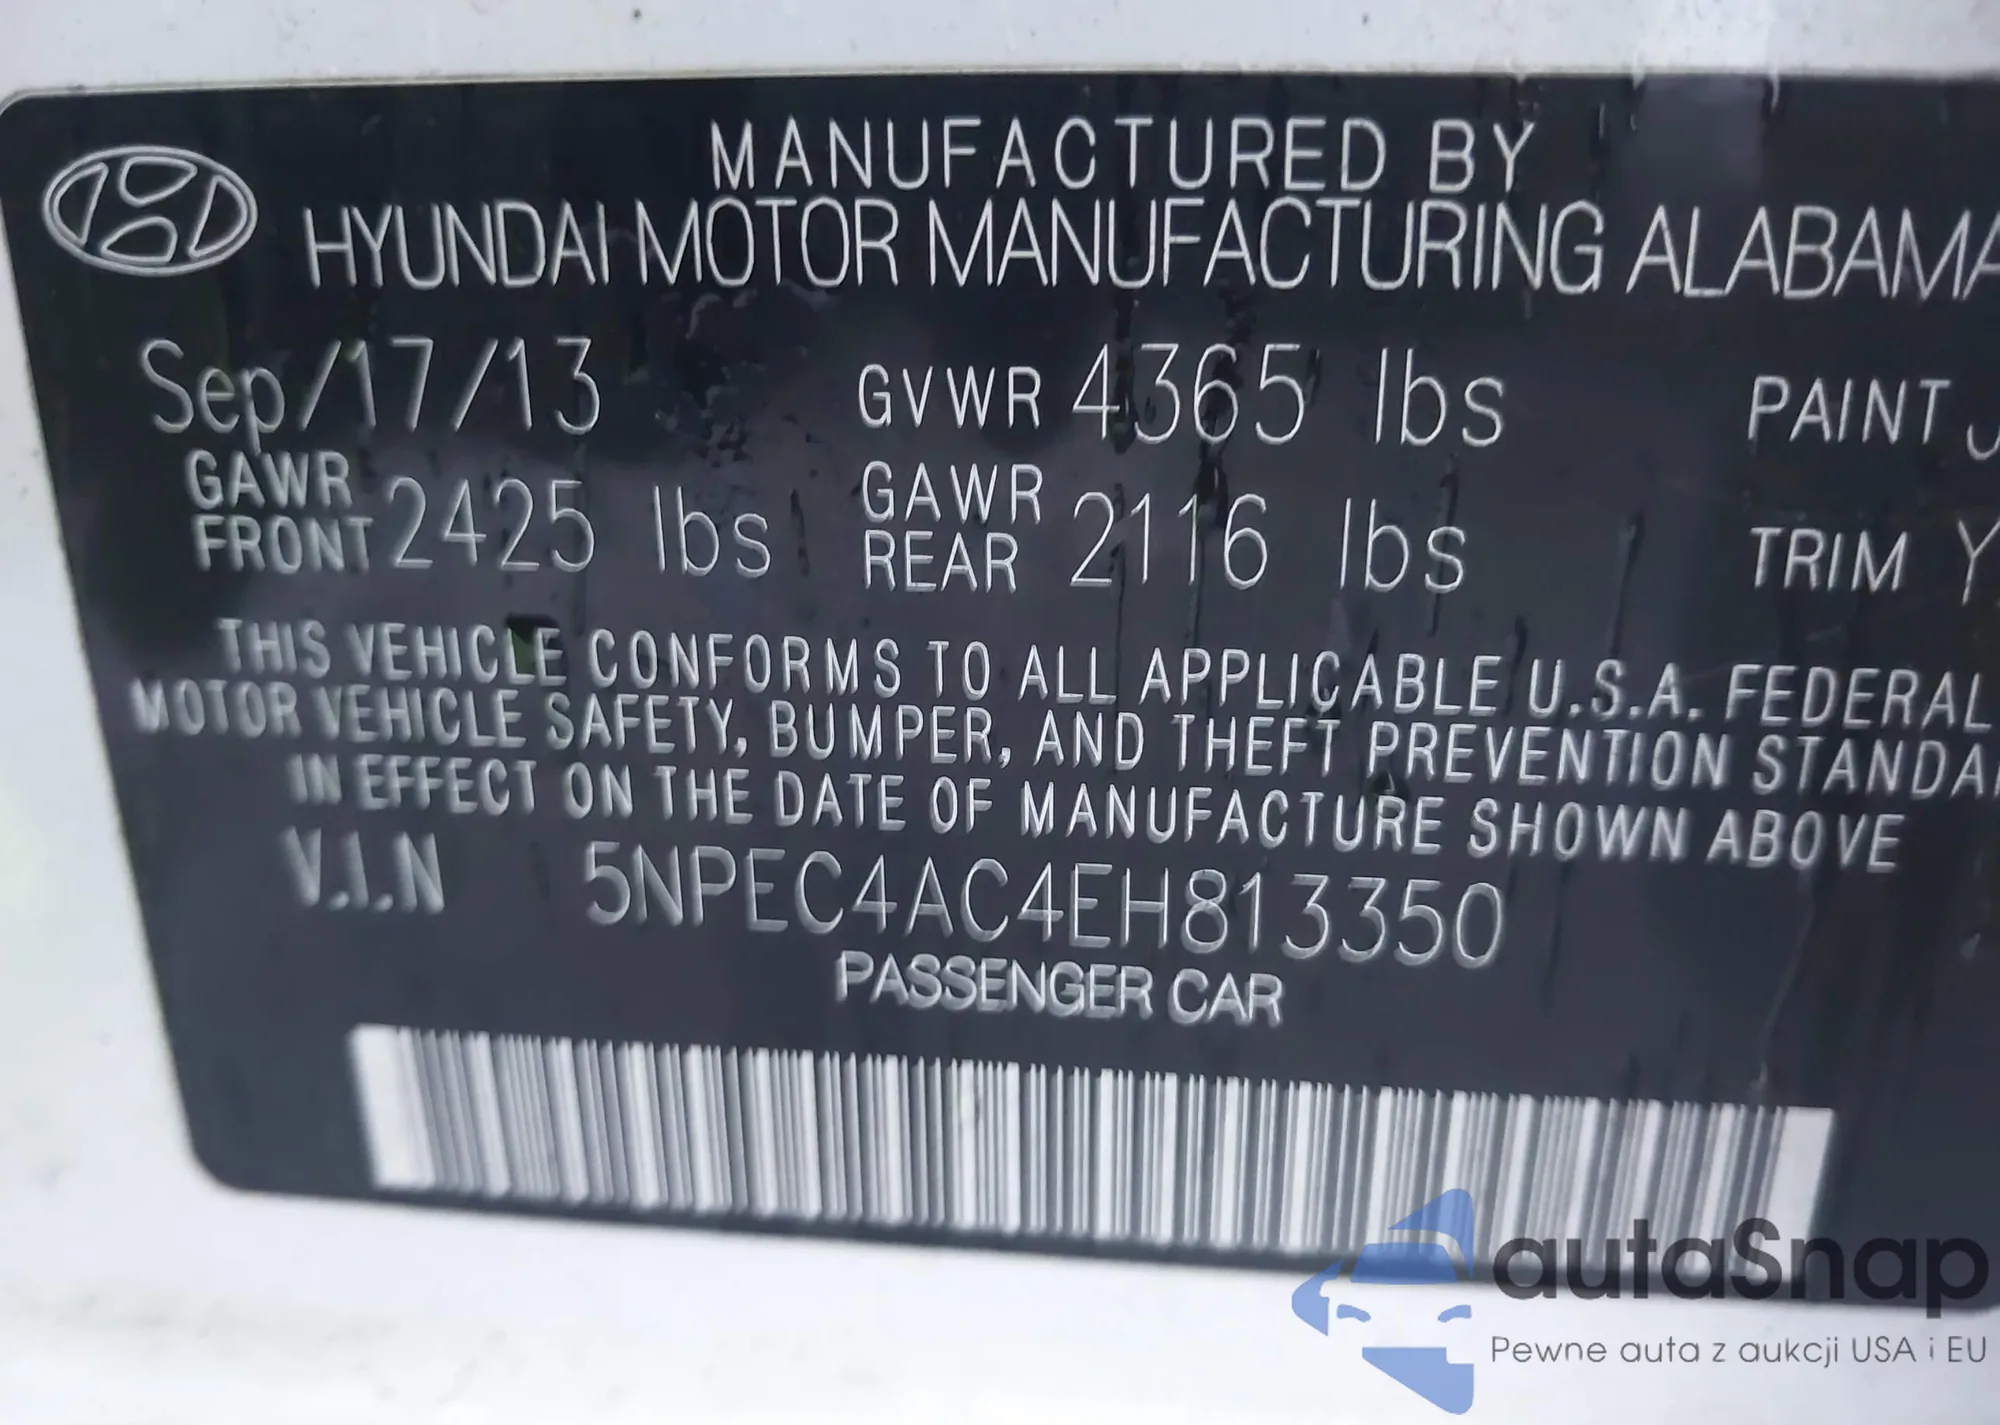 MANUFACTURED BY
HYUNDAI MOTOR MANUFACTURING ALABAMA
Sep/17/13 GVWR 4365 lbs PAINT
GAWR FRONT 2425 lbs GAWR REAR 2116 lbs TRIM Y
THIS VEHICLE CONFORMS TO ALL APPLICABLE U.S.A. FEDERAL
MOTOR VEHICLE SAFETY, BUMPER, AND THEFT PREVENTION STANDA
IN EFFECT ON THE DATE OF MANUFACTURE SHOWN ABOVE
V.I.N 5NPEC4AC4EH813350
PASSENGER CAR
autaSnap
Pewne auta z aukcji USA i EU